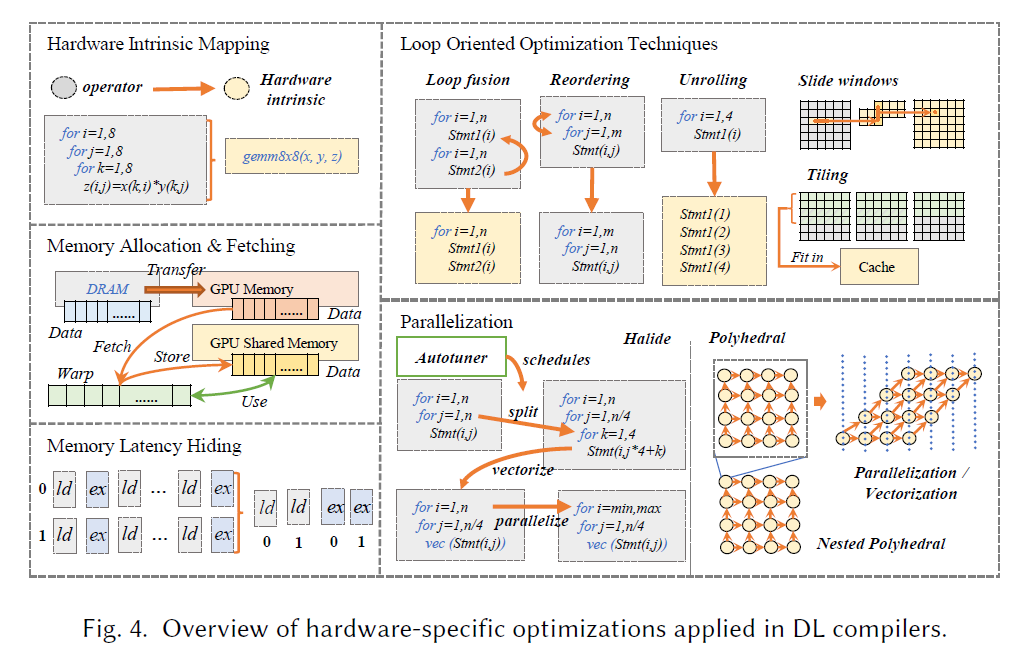 Hardware Intrinsic Mapping
operator
Hardware
intrinsic
for i=1,8
for j=1,8
for k=1,8
z(i,j)=x(k,i)*y(k,j)
gemm8x8(x, y, z)
Memory Allocation & Fetching
Transfer
DRAM
GPU Memory
......
......
Data
Data
Fetch
Store
GPU Shared Memory
......
Data
Warp
......
Use
Memory Latency Hiding
0 ld ex ld ... ld ex
1 ld ex ld ... ld ex
ld ld ex ex
0 1 0 1
Loop Oriented Optimization Techniques
Loop fusion
for i=1,n
Stmt1(i)
for i=1,n
Stmt2(i)
for i=1,n
Stmt1(i)
Stmt2(i)
Reordering
for i=1,n
for j=1,m
Stmt(i,j)
for i=1,m
for j=1,n
Stmt(i,j)
Unrolling
for i=1,4
Stmt1(i)
Stmt1(1)
Stmt1(2)
Stmt1(3)
Stmt1(4)
Slide windows
Tiling
Fit in
Cache
Parallelization
Halide
Autotuner
schedules
for i=1,n
for j=1,n
Stmt(i,j)
split
for i=1,n
for j=1,n/4
for k=1,4
Stmt(i,j*4+k)
vectorize
for i=1,n
for j=1,n/4
vec (Stmt(i,j))
parallelize
for i=min,max
for j=1,n/4
vec (Stmt(i,j))
Polyhedral
Parallelization /
Vectorization
Nested Polyhedral
Fig. 4. Overview of hardware-specific optimizations applied in DL compilers.